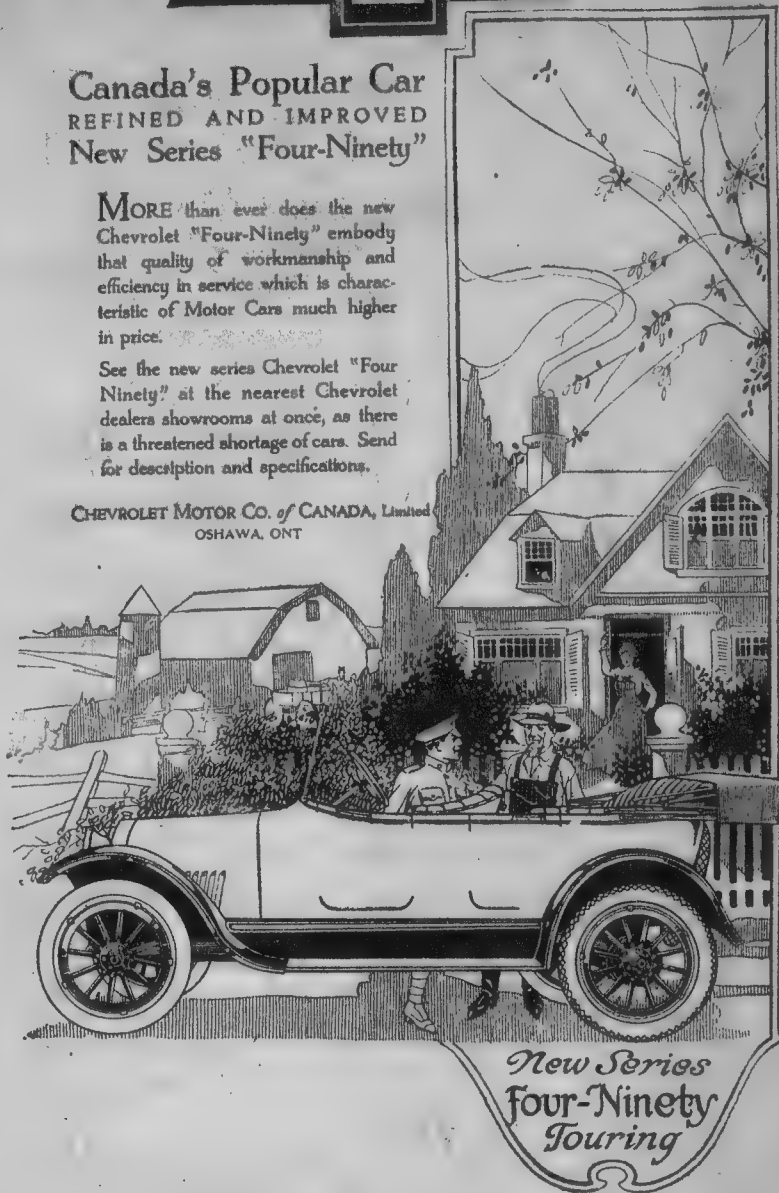 Canada's Popular Car
REFINED AND IMPROVED
New Series "Four-Ninety"
MORE than ever does the new
Chevrolet "Four-Ninety" embody
that quality of workmanship and
efficiency in service which is charac-
teristic of Motor Cars much higher
in price.
See the new series Chevrolet "Four
Ninety" at the nearest Chevrolet
dealers showrooms at once, as there
is a threatened shortage of cars. Send
for description and specifications.
CHEVROLET MOTOR CO. of CANADA, Limited
OSHAWA, ONT
New Series
Four-Ninety
Touring